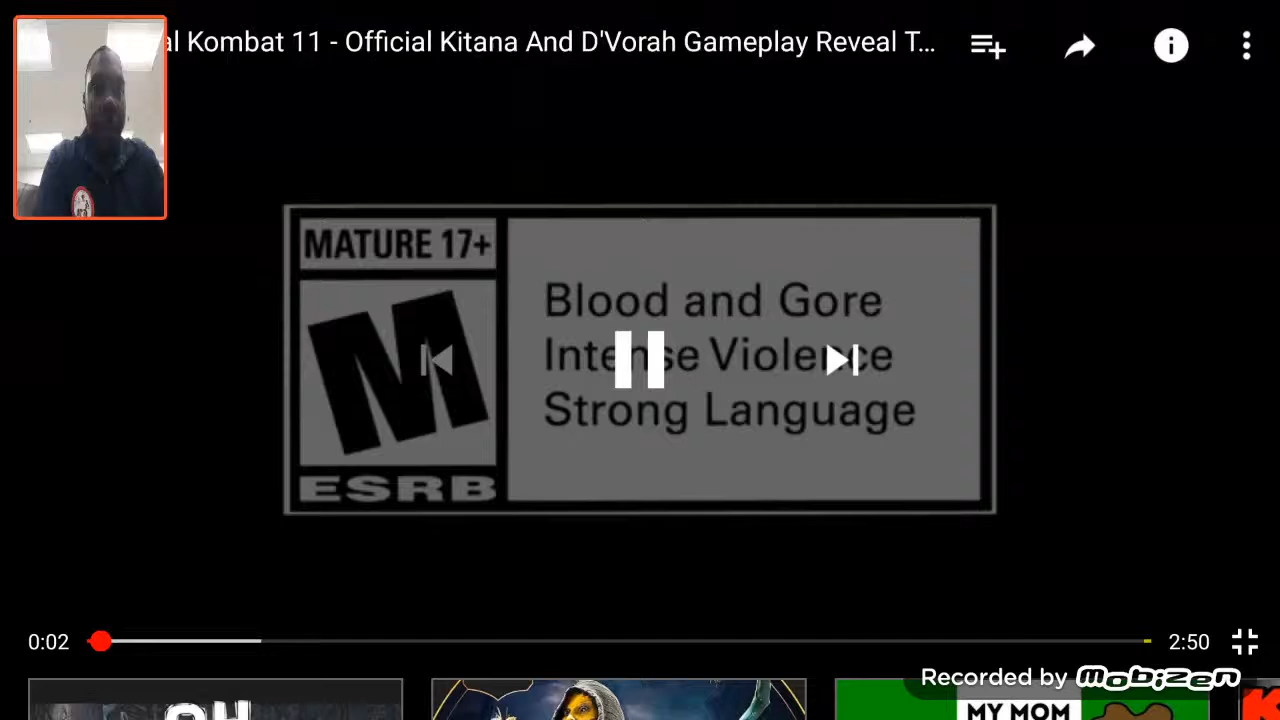 al Kombat 11 - Official Kitana And D'Vorah Gameplay Reveal T...
MATURE 17+
M
ESRB
Blood and Gore
Intense Violence
Strong Language
0:02
2:50
Recorded by Mobizen
OH
MY MOM
K